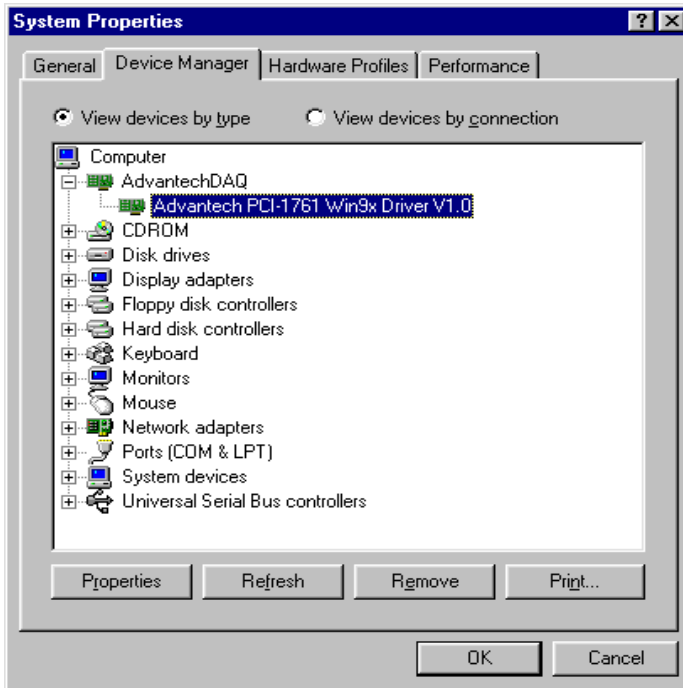 System Properties
General Device Manager Hardware Profiles Performance
View devices by type View devices by connection
Computer
AdvantechDAQ
Advantech PCI-1761 Win9x Driver V1.0
CDROM
Disk drives
Display adapters
Floppy disk controllers
Hard disk controllers
Keyboard
Monitors
Mouse
Network adapters
Ports (COM & LPT)
System devices
Universal Serial Bus controllers
Properties Refresh Remove Print...
OK Cancel